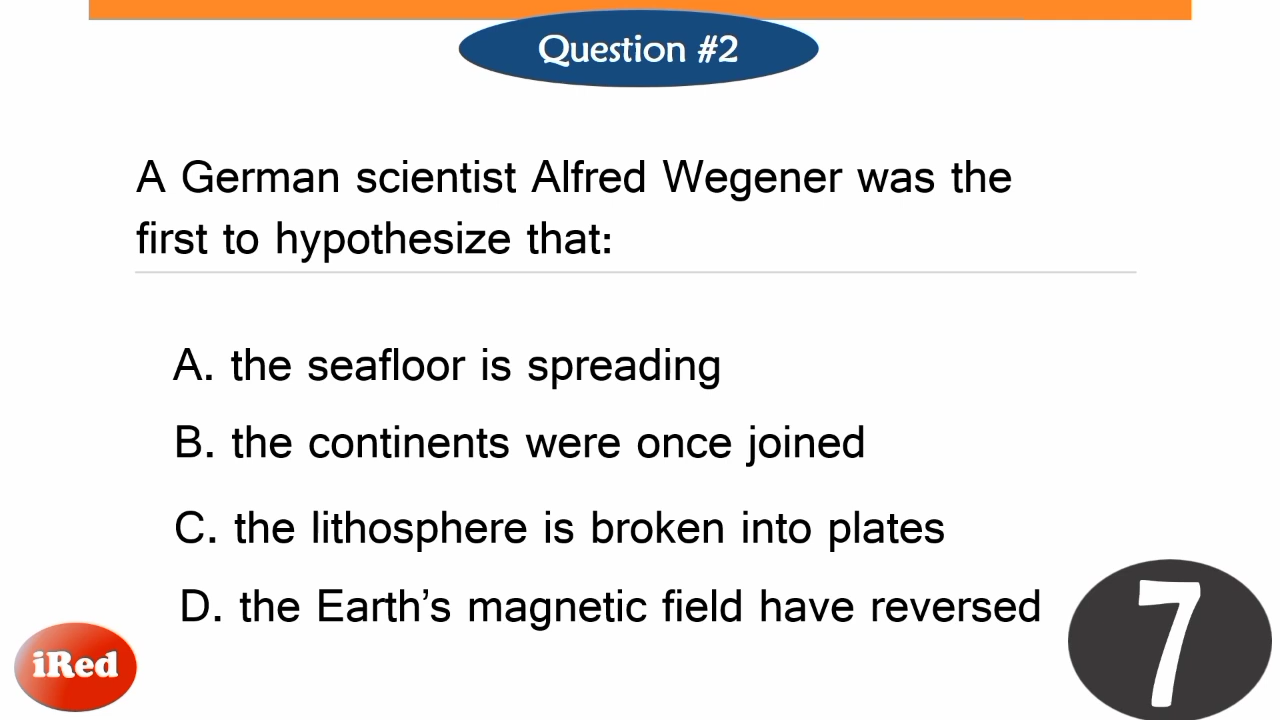 Question #2
A German scientist Alfred Wegener was the
first to hypothesize that:
A. the seafloor is spreading
B. the continents were once joined
C. the lithosphere is broken into plates
D. the Earth’s magnetic field have reversed
iRed
7